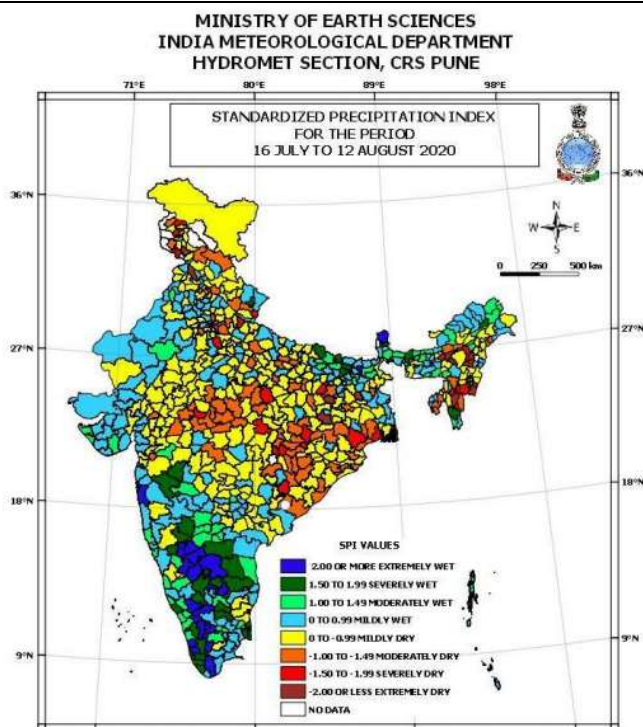 MINISTRY OF EARTH SCIENCES
INDIA METEOROLOGICAL DEPARTMENT
HYDROMET SECTION, CRS PUNE
71°E 80°E 89°E 98°E
STANDARDIZED PRECIPITATION INDEX
FOR THE PERIOD
16 JULY TO 12 AUGUST 2020
36°N 36°N
N
W E
S
0 250 500 km
27°N 27°N
18°N 18°N
SPI VALUES
2.00 OR MORE EXTREMELY WET
1.50 TO 1.99 SEVERELY WET
1.00 TO 1.49 MODERATELY WET
0 TO 0.99 MILDLY WET
0 TO -0.99 MILDLY DRY
-1.00 TO -1.49 MODERATELY DRY
-1.50 TO -1.99 SEVERELY DRY
-2.00 OR LESS EXTREMELY DRY
NO DATA
9°N 9°N